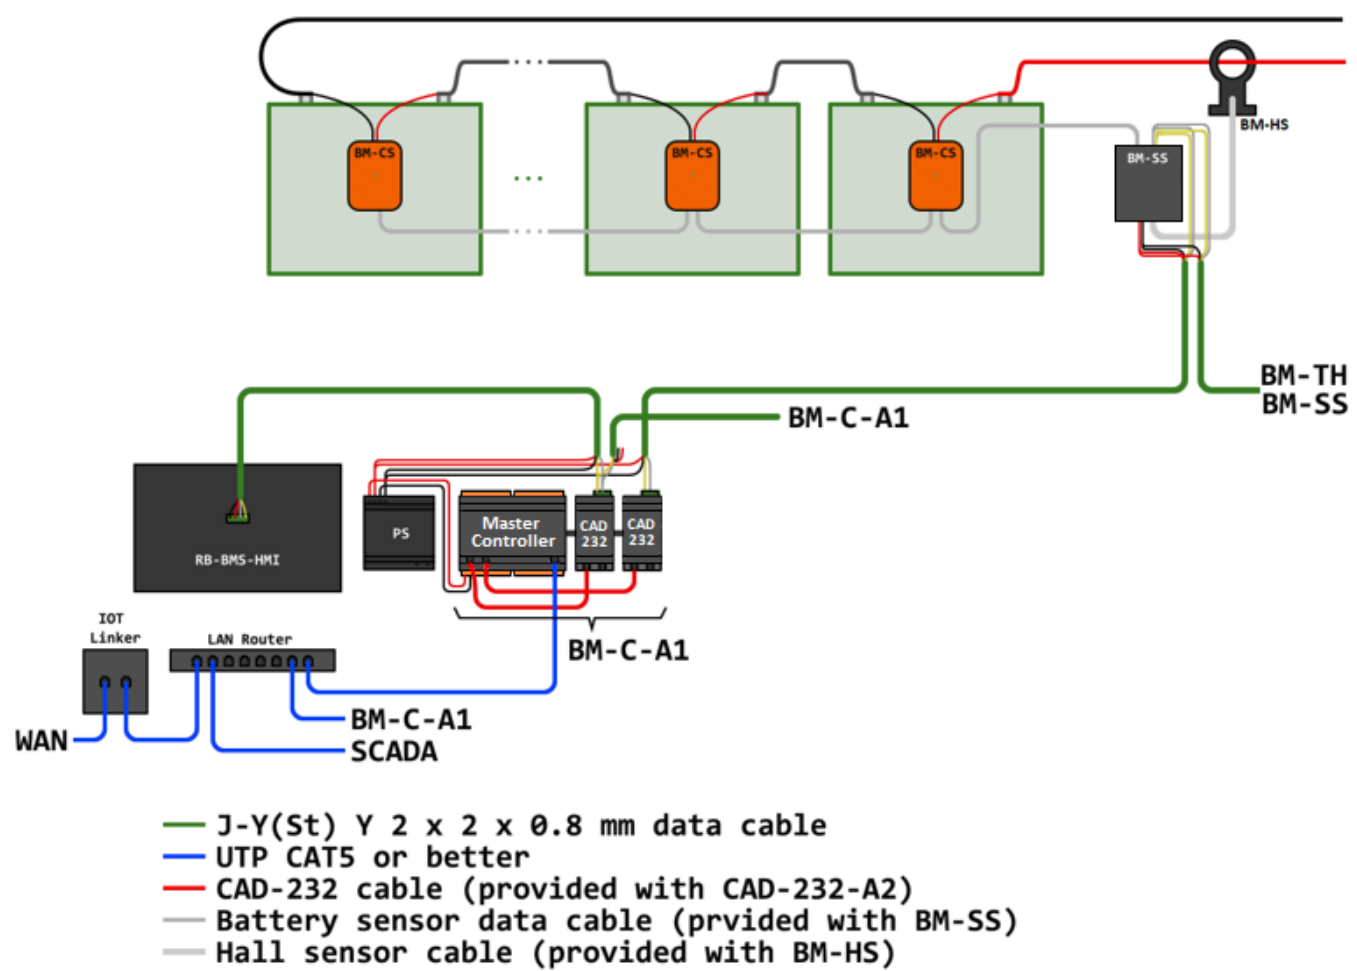 BM-CS
BM-CS
BM-CS
BM-SS
BM-HS
BM-TH
BM-SS
BM-C-A1
RB-BMS-HMI
PS
Master
Controller
CAD
232
CAD
232
BM-C-A1
IOT
Linker
LAN Router
WAN
BM-C-A1
SCADA
J-Y(St) Y 2 x 2 x 0.8 mm data cable
UTP CAT5 or better
CAD-232 cable (provided with CAD-232-A2)
Battery sensor data cable (prvided with BM-SS)
Hall sensor cable (provided with BM-HS)